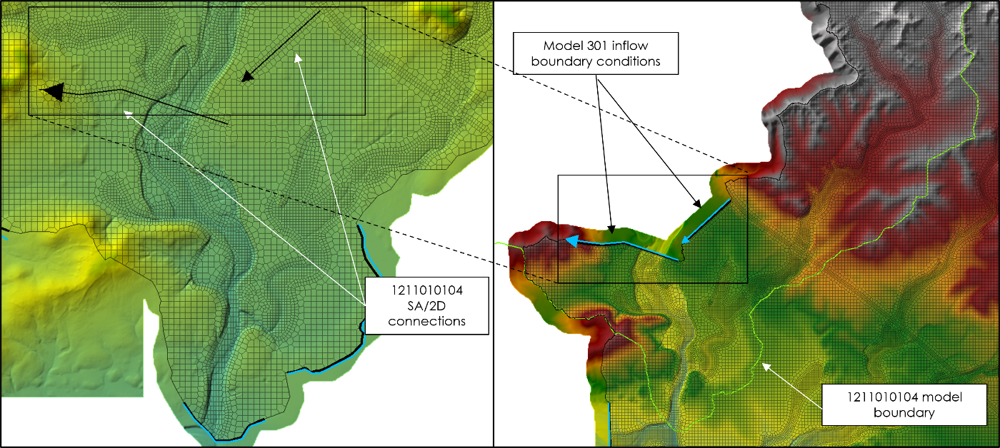 Model 301 inflow
boundary conditions
1211010104
SA/2D
connections
1211010104 model
boundary